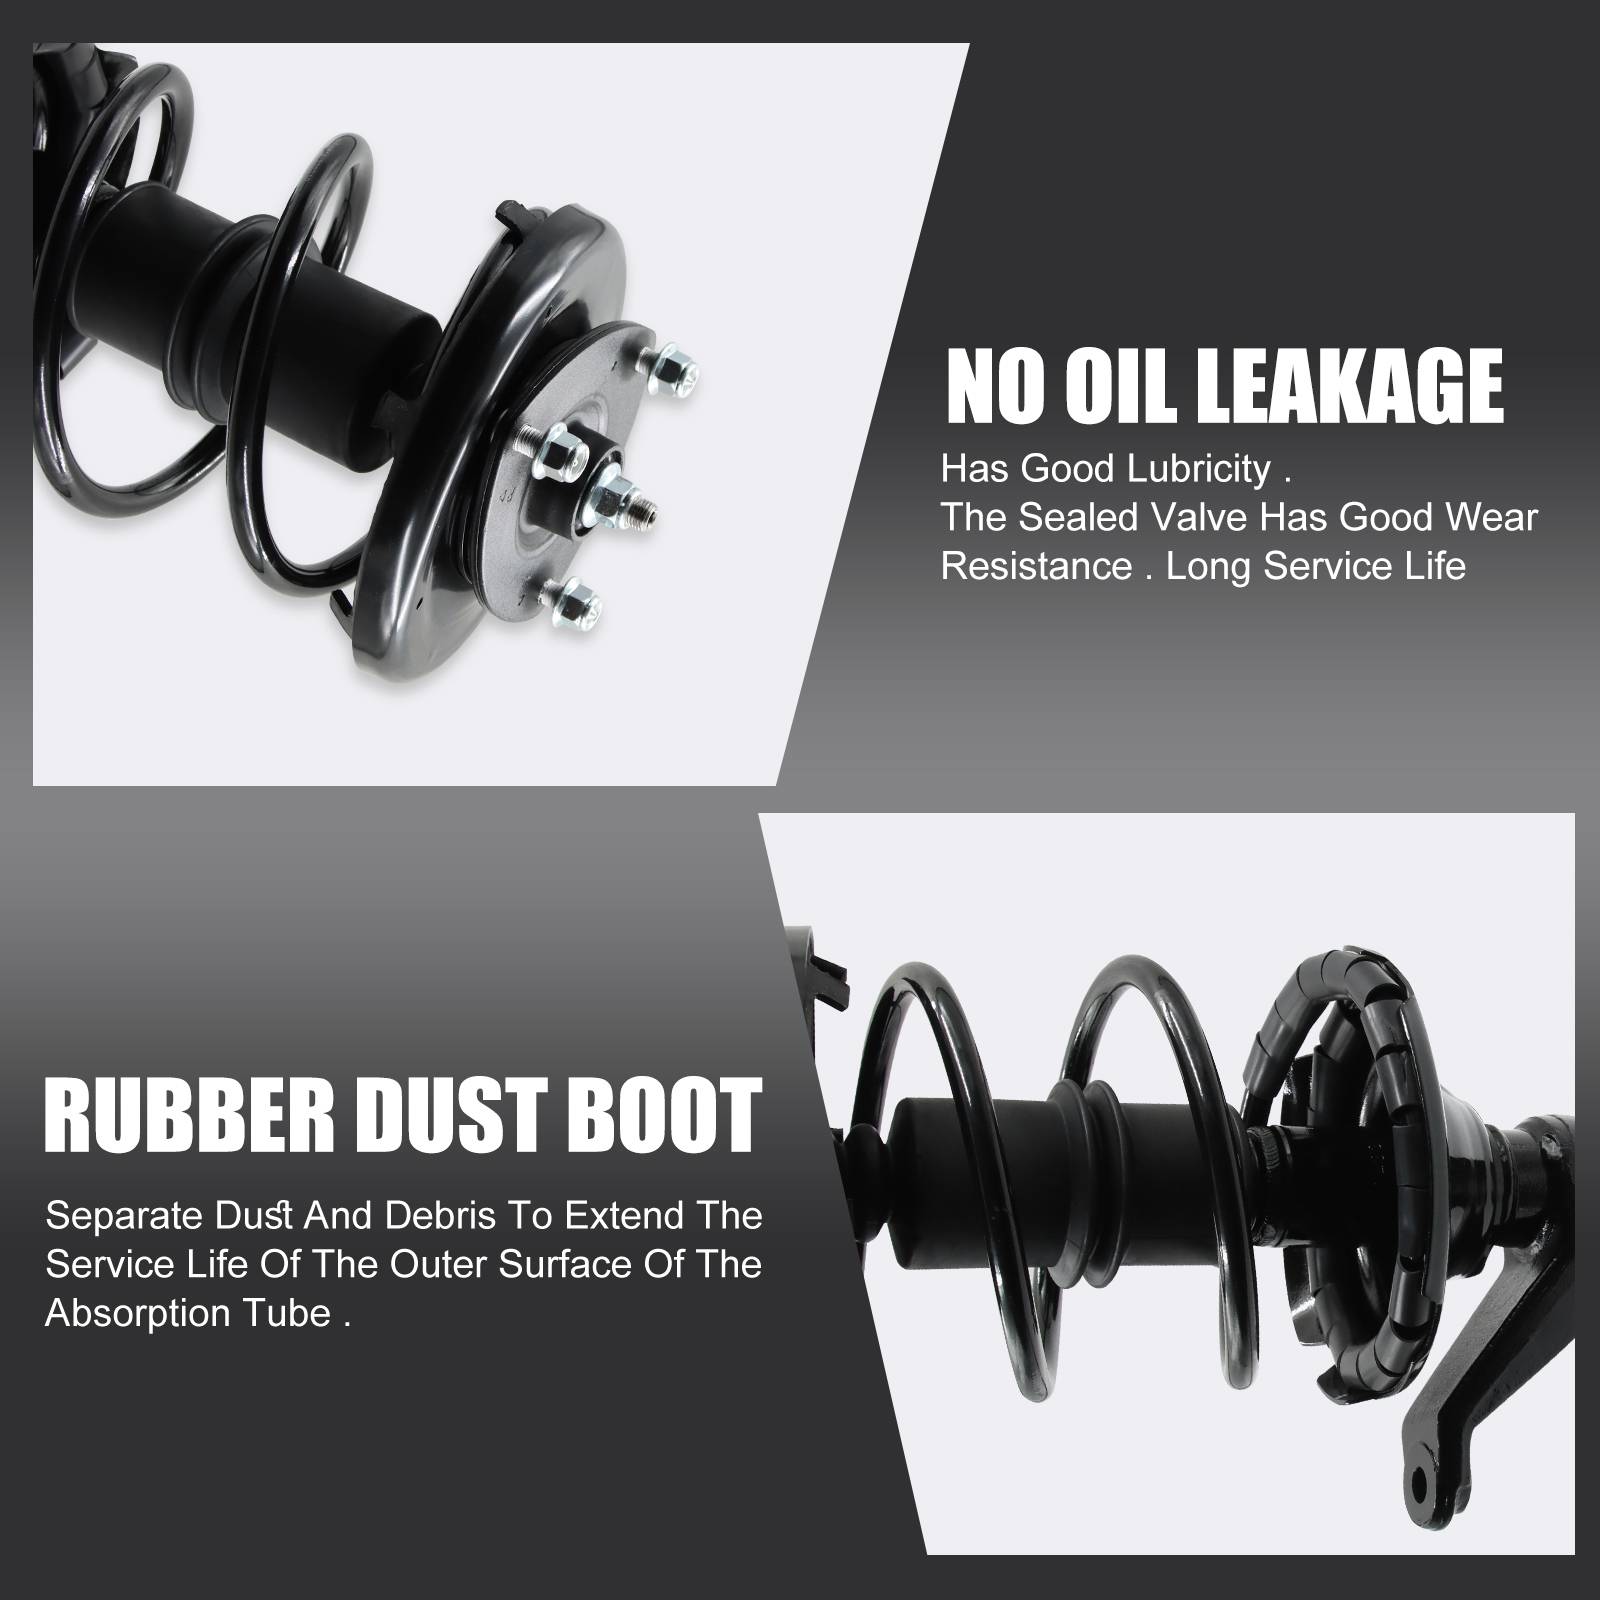 NO OIL LEAKAGE
Has Good Lubricity .
The Sealed Valve Has Good Wear
Resistance . Long Service Life
RUBBER DUST BOOT
Separate Dust And Debris To Extend The
Service Life Of The Outer Surface Of The
Absorption Tube .